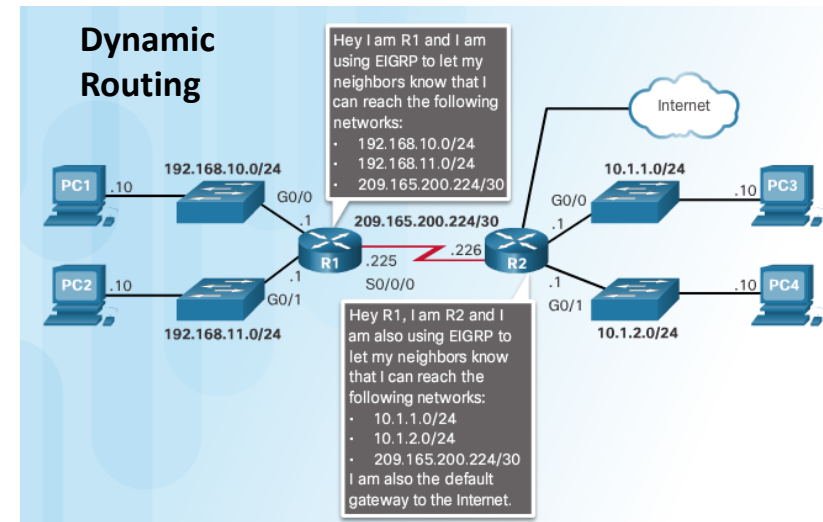 Dynamic
Routing
Hey I am R1 and I am
using EIGRP to let my
neighbors know that I
can reach the following
networks:
· 192.168.10.0/24
· 192.168.11.0/24
· 209.165.200.224/30
Internet
192.168.10.0/24
10.1.1.0/24
PC1
.10
G0/0
.1
209.165.200.224/30
G0/0
.1
.10
PC3
R1
.225
S0/0/0
.226
R2
PC2
.10
.1
G0/1
192.168.11.0/24
.1
G0/1
.10
PC4
10.1.2.0/24
Hey R1, I am R2 and I
am also using EIGRP to
let my neighbors know
that I can reach the
following networks:
· 10.1.1.0/24
· 10.1.2.0/24
· 209.165.200.224/30
I am also the default
gateway to the Internet.